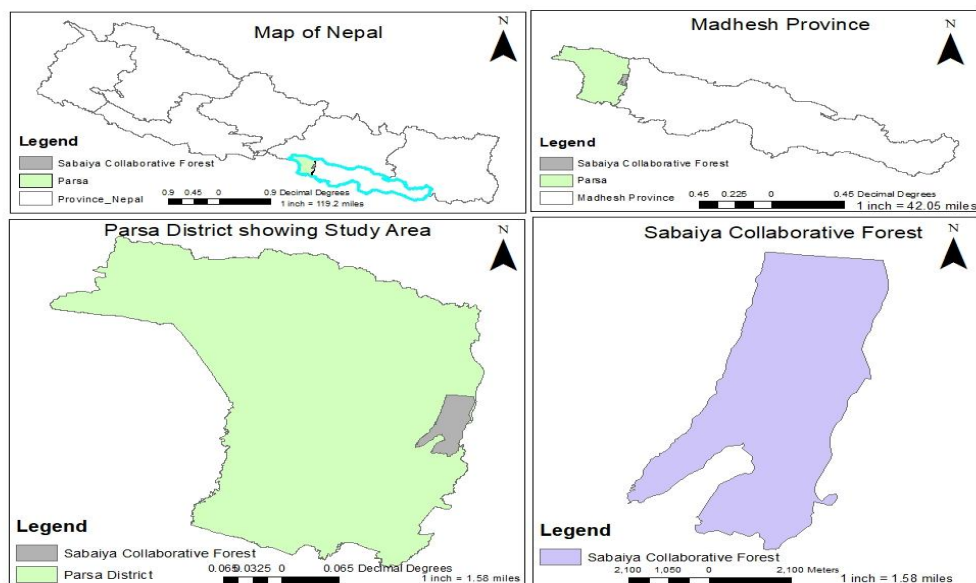 Map of Nepal
N
Legend
Sabaiya Collaborative Forest
Parsa
Province_Nepal
0.9 0.45 0 0.9 Decimal Degrees
1 inch = 119.2 miles
Madhesh Province
N
Legend
Sabaiya Collaborative Forest
Parsa
Madhesh Province
0.45 0.225 0 0.45 Decimal Degrees
1 inch = 42.05 miles
Parsa District showing Study Area
N
Legend
Sabaiya Collaborative Forest
Parsa District
0.065 0.0325 0 0.065 Decimal Degrees
1 inch = 1.58 miles
Sabaiya Collaborative Forest
N
Legend
Sabaiya Collaborative Forest
2,100 1,050 0 2,100 Meters
1 inch = 1.58 miles